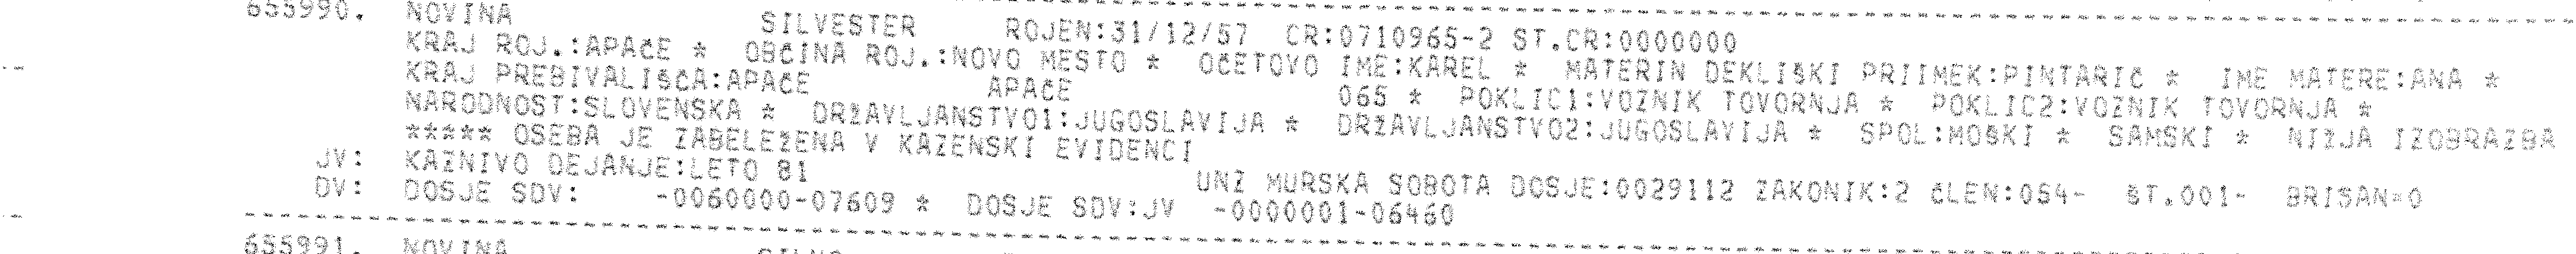 655990. NOVINA SILVESTER ROJEN:31/12/57 CR:0710965-2 ST.CR:0000000
KRAJ ROJ.:APAČE * OBČINA ROJ.:NOVO MESTO * OČETOVO IME:KAREL * MATERIN DEKLIŠKI PRIIMEK:PINTARIČ * IME MATERE:ANA *
KRAJ PREBIVALIŠČA:APAČE APAČE 065 * POKLIC1:VOZNIK TOVORNJA * POKLIC2:VOZNIK TOVORNJA *
NARODNOST:SLOVENSKA * DRŽAVLJANSTVO1:JUGOSLAVIJA * DRŽAVLJANSTVO2:JUGOSLAVIJA * SPOL:MOŠKI * SAMSKI * NIŽJA IZOBRAZBA
***** OSEBA JE ZABELEŽENA V KAZENSKI EVIDENCI
JV: KAZNIVO DEJANJE:LETO 81 UNZ MURSKA SOBOTA DOSJE:0029112 ZAKONIK:2 ČLEN:054- ŠT.001- BRISAN=0
DV: DOSJE SDV: -0060000-07609 * DOSJE SDV:JV -0000001-06460
655991. NOVINA